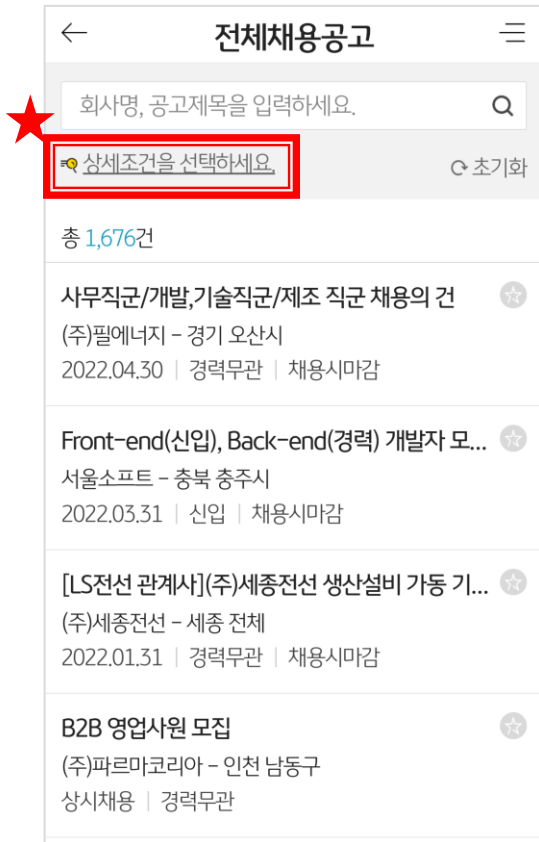 전체채용공고
회사명, 공고제목을 입력하세요.
상세조건을 선택하세요.
초기화
총 1,676건
사무직군/개발,기술직군/제조 직군 채용의 건
(주)필에너지 - 경기 오산시
2022.04.30 | 경력무관 | 채용시마감
Front-end(신입), Back-end(경력) 개발자 모...
서울소프트 - 충북 충주시
2022.03.31 | 신입 | 채용시마감
[LS전선 관계사](주)세종전선 생산설비 가동 기...
(주)세종전선 - 세종 전체
2022.01.31 | 경력무관 | 채용시마감
B2B 영업사원 모집
(주)파르마코리아 - 인천 남동구
상시채용 | 경력무관